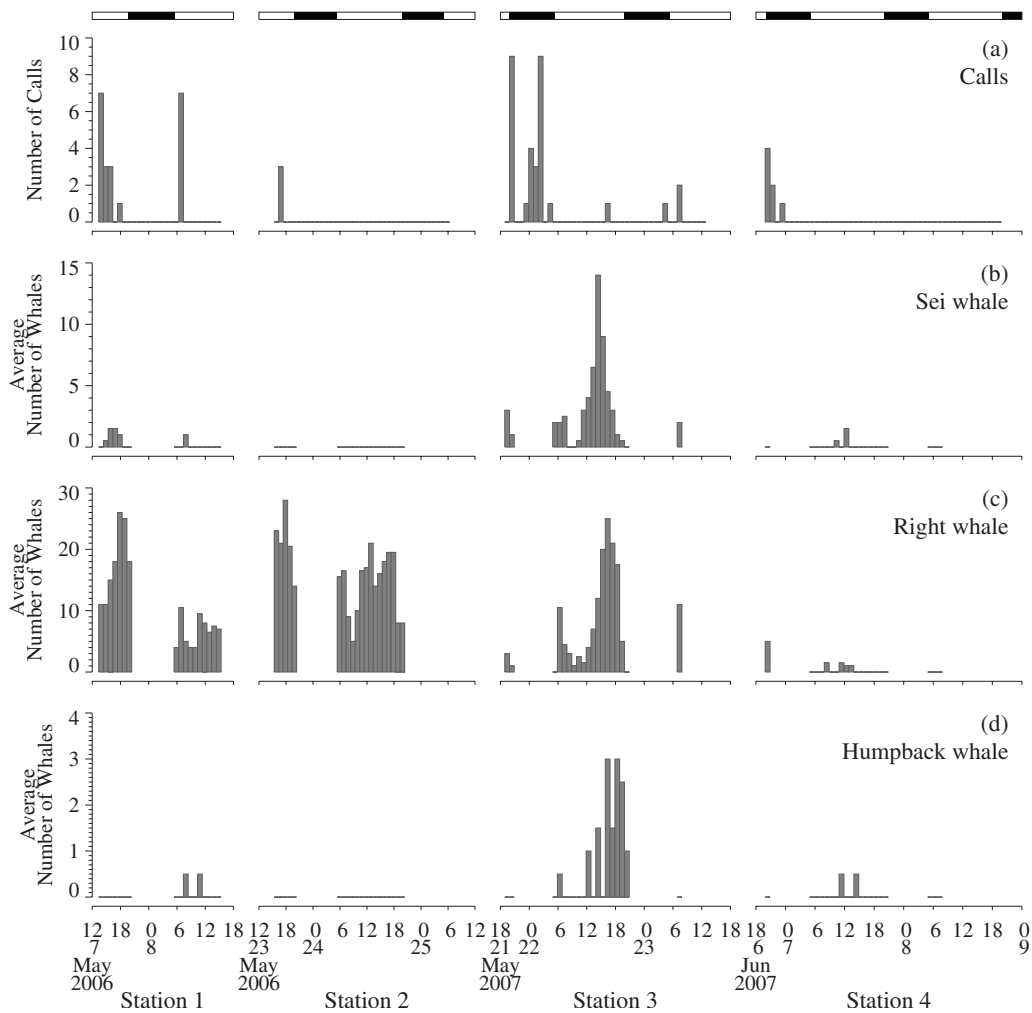 (a)
Calls
Number of Calls
10
8
6
4
2
0
(b)
Sei whale
Average
Number of Whales
15
10
5
0
(c)
Right whale
Average
Number of Whales
30
20
10
0
(d)
Humpback whale
Average
Number of Whales
4
3
2
1
0
12 18 0 6 12 18 12 18 0 6 12 18 0 6 12 18 0 6 12 18 0 6 12 18 18 0 6 12 18 0 6 12 18 0
7 8 23 24 25 21 22 23 6 7 8 9
May May May Jun
2006 2006 2007 2007
Station 1 Station 2 Station 3 Station 4